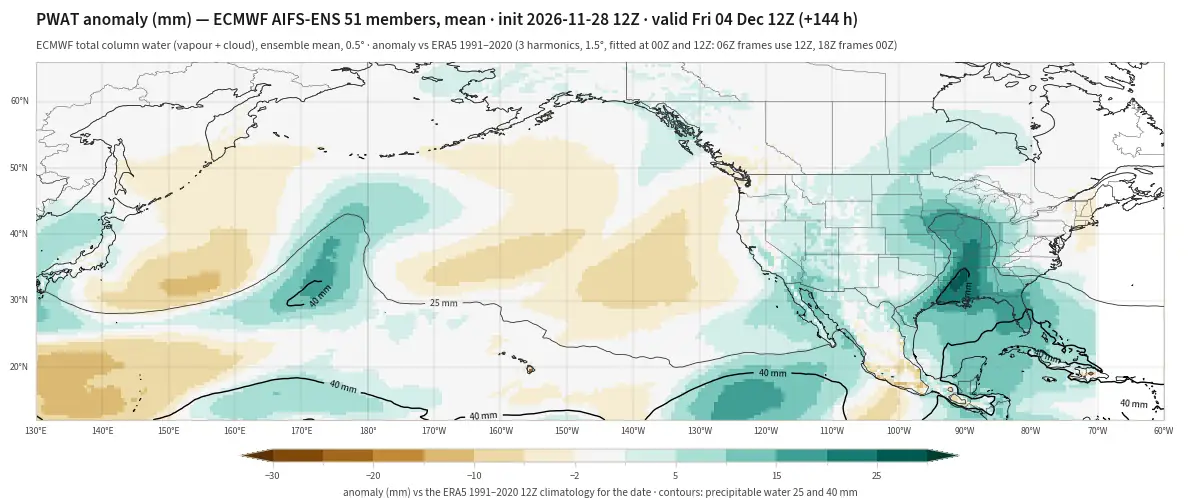 PWAT anomaly (mm) — ECMWF AIFS-ENS 51 members, mean · init 2026-11-28 12Z · valid Fri 04 Dec 12Z (+144 h)
ECMWF total column water (vapour + cloud), ensemble mean, 0.5° · anomaly vs ERA5 1991–2020 (3 harmonics, 1.5°, fitted at 00Z and 12Z: 06Z frames use 12Z, 18Z frames 00Z)
60°N
50°N
40°N
30°N
20°N
40 mm
25 mm
40 mm
40 mm
40 mm
40 mm
40 mm
40 mm
130°E 140°E 150°E 160°E 170°E 180° 170°W 160°W 150°W 140°W 130°W 120°W 110°W 100°W 90°W 80°W 70°W 60°W
−30 −20 −10 −2 5 15 25
anomaly (mm) vs the ERA5 1991–2020 12Z climatology for the date · contours: precipitable water 25 and 40 mm